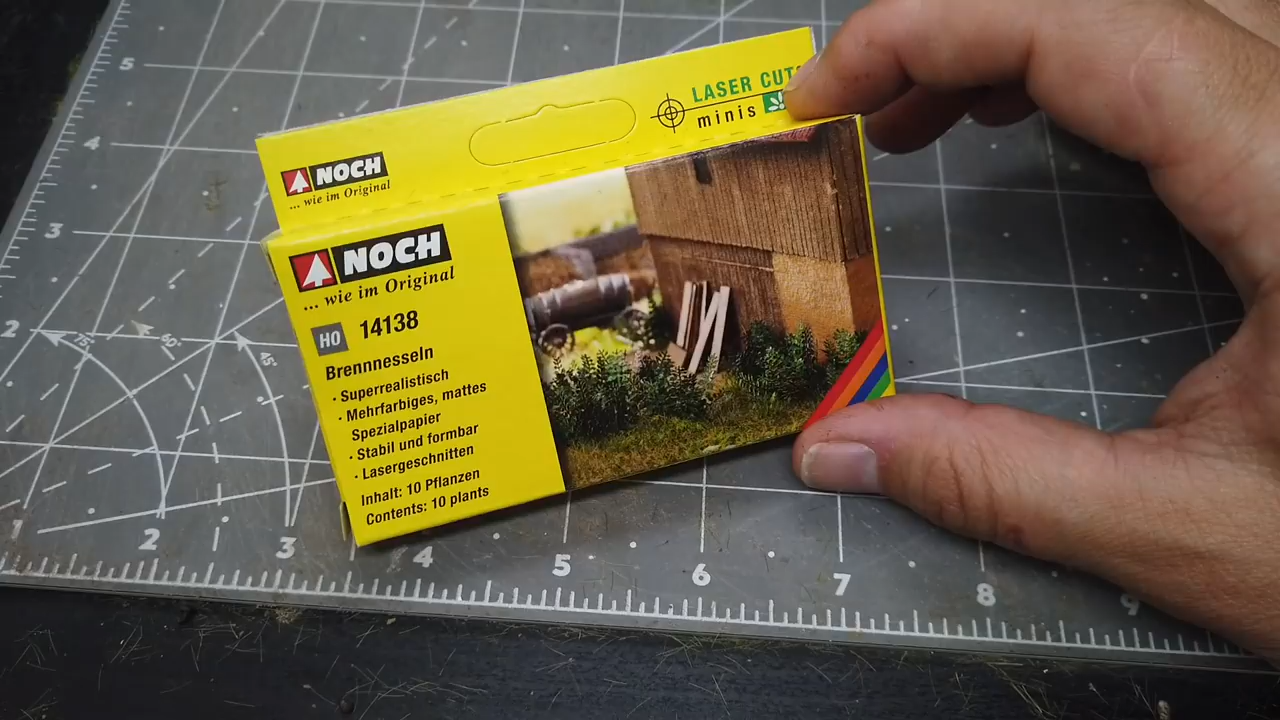 LASER CUT
minis
NOCH
... wie im Original
NOCH
... wie im Original
H0 14138
Brennnesseln
· Superrealistisch
· Mehrfarbiges, mattes
Spezialpapier
· Stabil und formbar
· Lasergeschnitten
Inhalt: 10 Pflanzen
Contents: 10 plants
5
4
3
2
75° 60° 45°
1 2 3 4 5 6 7 8 9